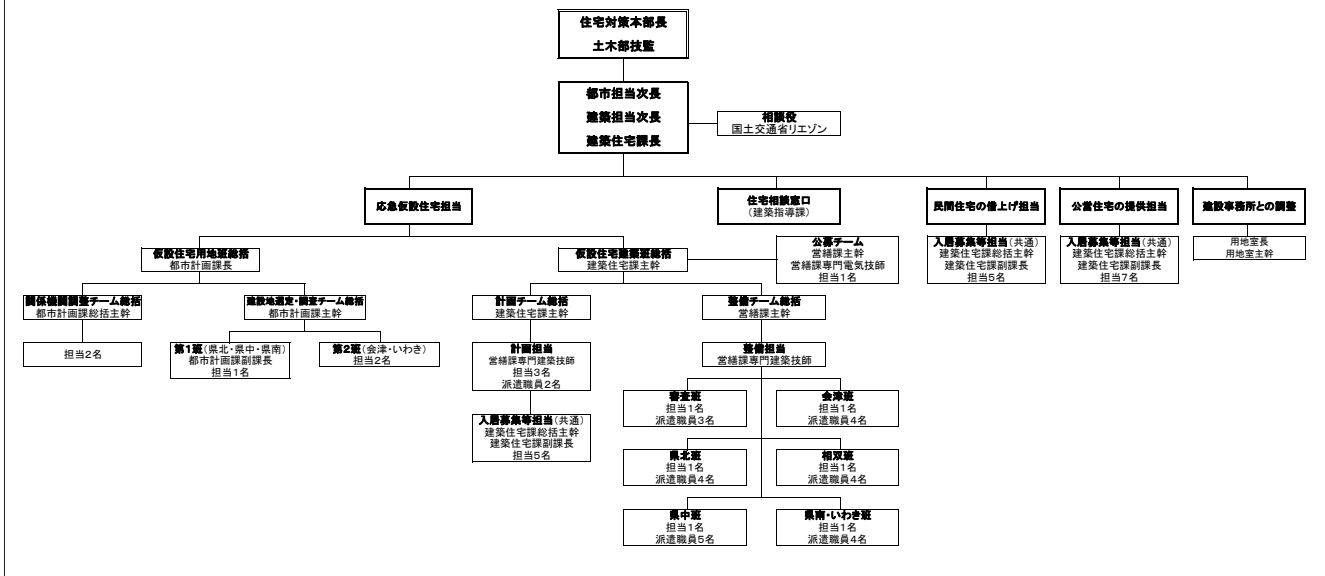 住宅対策本部長
土木部技監
都市担当次長
建築担当次長
建築住宅課長
相談役
国土交通省リエゾン
応急仮設住宅担当
住宅相談窓口
(建築指導課)
民間住宅の借上げ担当
公営住宅の提供担当
建設事務所との調整
仮設住宅用地班総括
都市計画課長
仮設住宅建築班総括
建築住宅課主幹
公募チーム
営繕課主幹
営繕課専門電気技師
担当1名
入居募集等担当(共通)
建築住宅課総括主幹
建築住宅課副課長
担当5名
入居募集等担当(共通)
建築住宅課総括主幹
建築住宅課副課長
担当7名
用地室長
用地室主幹
関係機関調整チーム総括
都市計画課総括主幹
建設地選定・調査チーム総括
都市計画課主幹
計画チーム総括
建築住宅課主幹
整備チーム総括
営繕課主幹
担当2名
第1班(県北・県中・県南)
都市計画課副課長
担当1名
第2班(会津・いわき)
担当2名
計画担当
営繕課専門建築技師
担当3名
派遣職員2名
整備担当
営繕課専門建築技師
入居募集等担当(共通)
建築住宅課総括主幹
建築住宅課副課長
担当5名
審査班
担当1名
派遣職員3名
会津班
担当1名
派遣職員4名
県北班
担当1名
派遣職員4名
相双班
担当1名
派遣職員4名
県中班
担当1名
派遣職員5名
県南・いわき班
担当1名
派遣職員4名